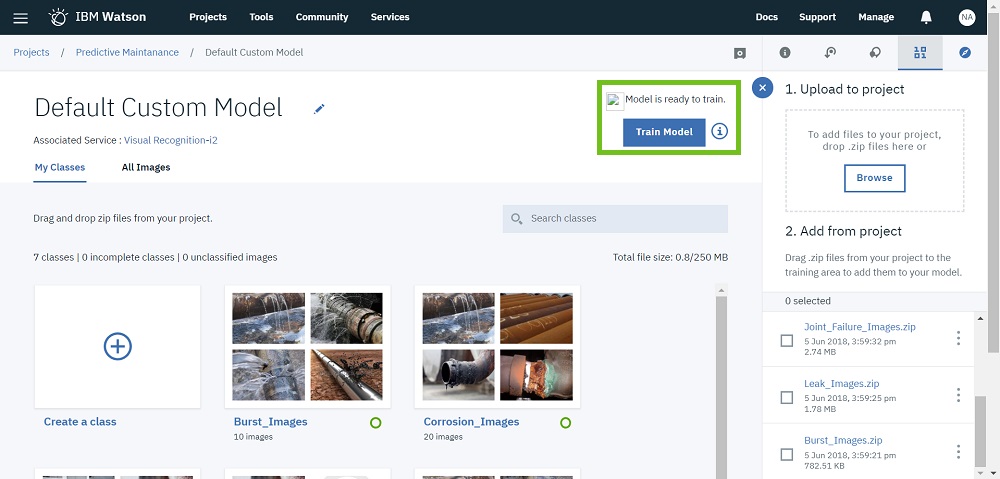 IBM Watson
Projects
Tools
Community
Services
Docs
Support
Manage
NA
Projects / Predictive Maintanance / Default Custom Model
Default Custom Model
Model is ready to train.
Train Model
Associated Service : Visual Recognition-i2
My Classes
All Images
Drag and drop zip files from your project.
Search classes
7 classes | 0 incomplete classes | 0 unclassified images
Total file size: 0.8/250 MB
Create a class
Burst_Images
10 images
Corrosion_Images
20 images
1. Upload to project
To add files to your project,
drop .zip files here or
Browse
2. Add from project
Drag .zip files from your project to the
training area to add them to your model.
0 selected
Joint_Failure_Images.zip
5 Jun 2018, 3:59:32 pm
2.74 MB
Leak_Images.zip
5 Jun 2018, 3:59:25 pm
1.78 MB
Burst_Images.zip
5 Jun 2018, 3:59:21 pm
782.51 KB